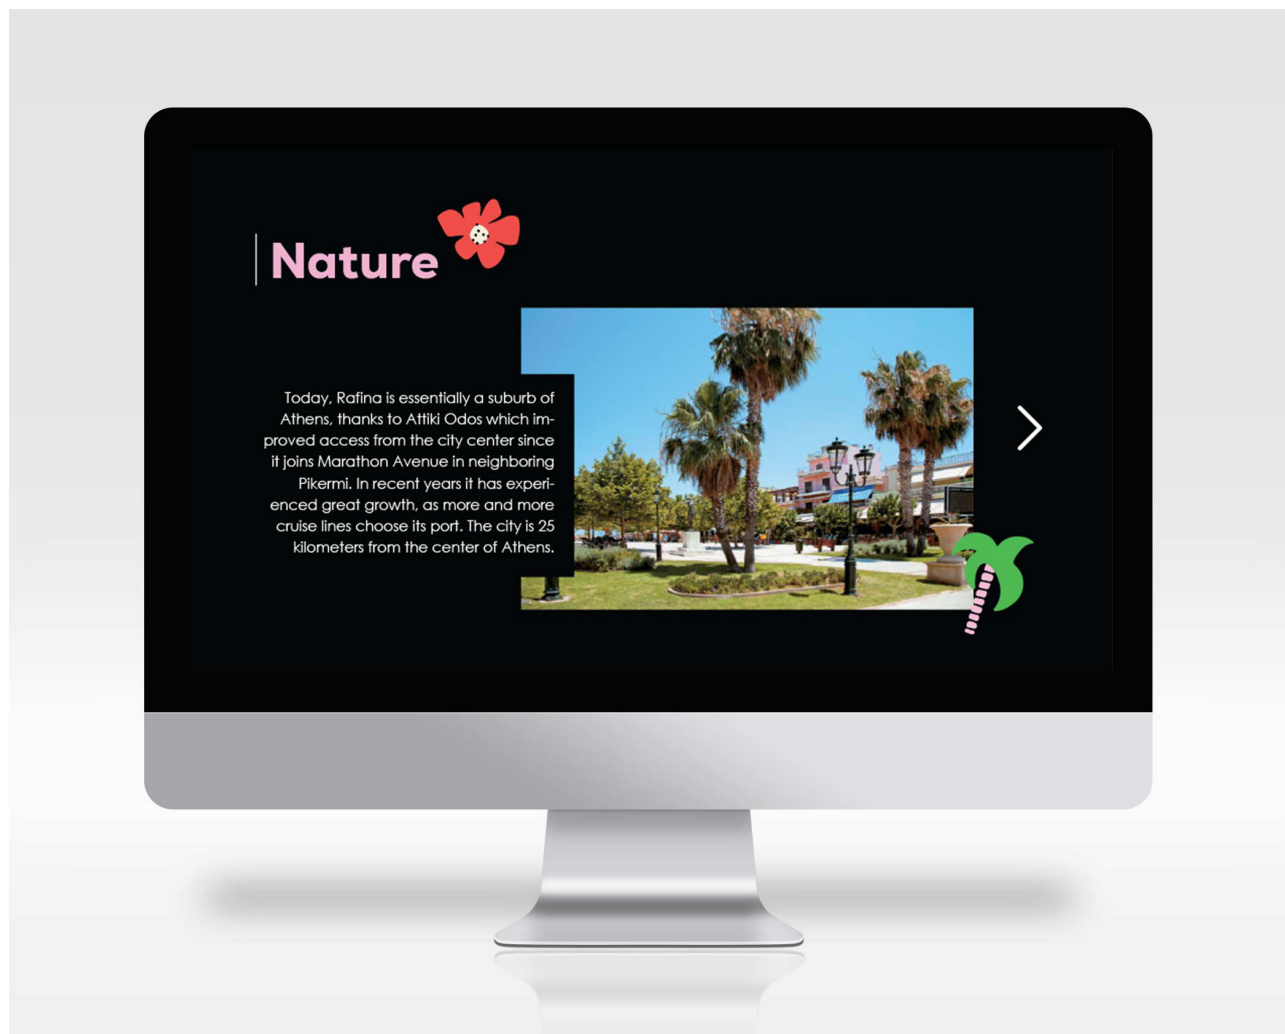 Nature
Today, Rafina is essentially a suburb of
Athens, thanks to Attiki Odos which im-
proved access from the city center since
it joins Marathon Avenue in neighboring
Pikermi. In recent years it has experi-
enced great growth, as more and more
cruise lines choose its port. The city is 25
kilometers from the center of Athens.